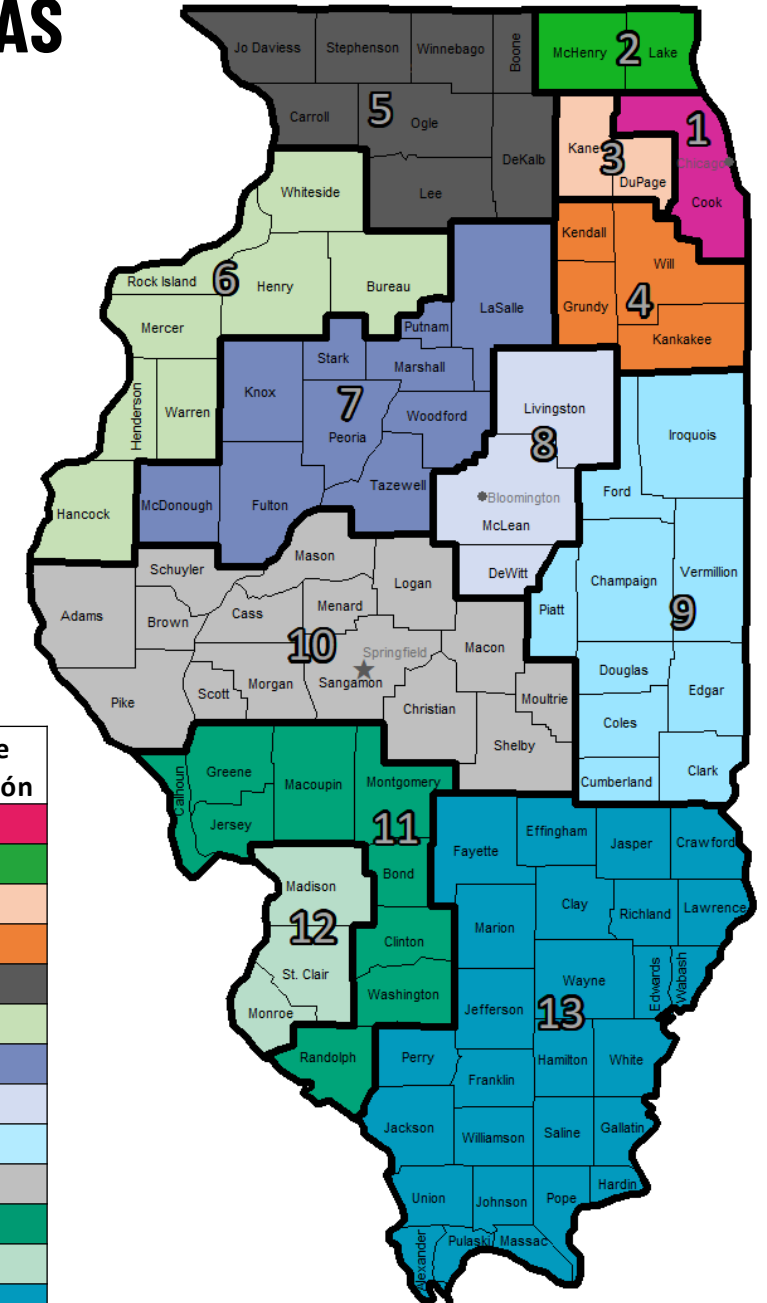 AS
Jo Daviess
Stephenson
Winnebago
Boone
McHenry
2
Lake
Carroll
5
Ogle
DeKalb
Lee
Kane
3
DuPage
1
Chicago
Cook
Whiteside
Rock Island
6
Henry
Bureau
Mercer
Henderson
Warren
Hancock
Kendall
Will
Grundy
4
Kankakee
LaSalle
Putnam
Stark
Marshall
Knox
7
Peoria
Woodford
McDonough
Fulton
Tazewell
Livingston
8
Bloomington
McLean
DeWitt
Iroquois
Ford
Champaign
Vermillion
Piatt
9
Douglas
Edgar
Coles
Cumberland
Clark
Schuyler
Mason
Logan
Adams
Brown
Cass
Menard
10
Springfield
Macon
Pike
Scott
Morgan
Sangamon
Christian
Moultrie
Shelby
e
ón
Calhoun
Greene
Macoupin
Montgomery
Jersey
11
Bond
Clinton
Washington
Randolph
Madison
12
St. Clair
Monroe
Fayette
Effingham
Jasper
Crawford
Marion
Clay
Richland
Lawrence
Wayne
Edwards
Wabash
Jefferson
13
Perry
Franklin
Hamilton
White
Jackson
Williamson
Saline
Gallatin
Union
Johnson
Pope
Hardin
Alexander
Pulaski
Massac